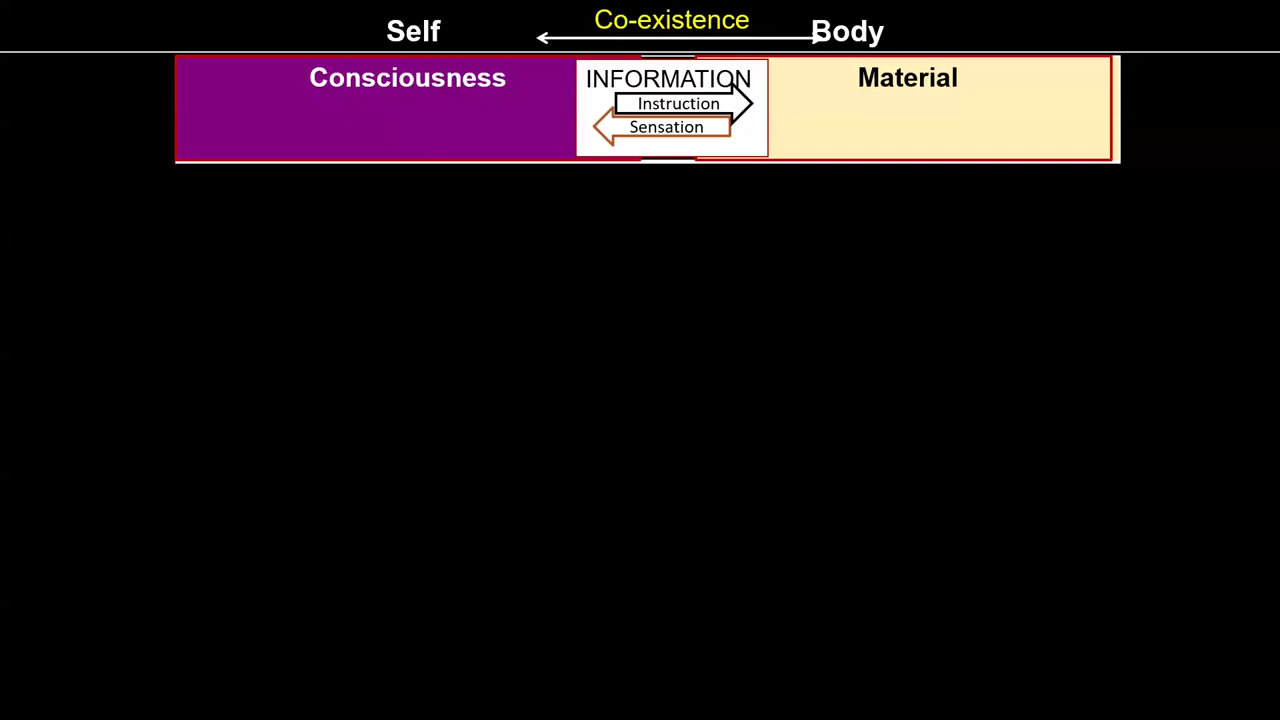 Self Co-existence Body
Consciousness INFORMATION Material
Instruction
Sensation